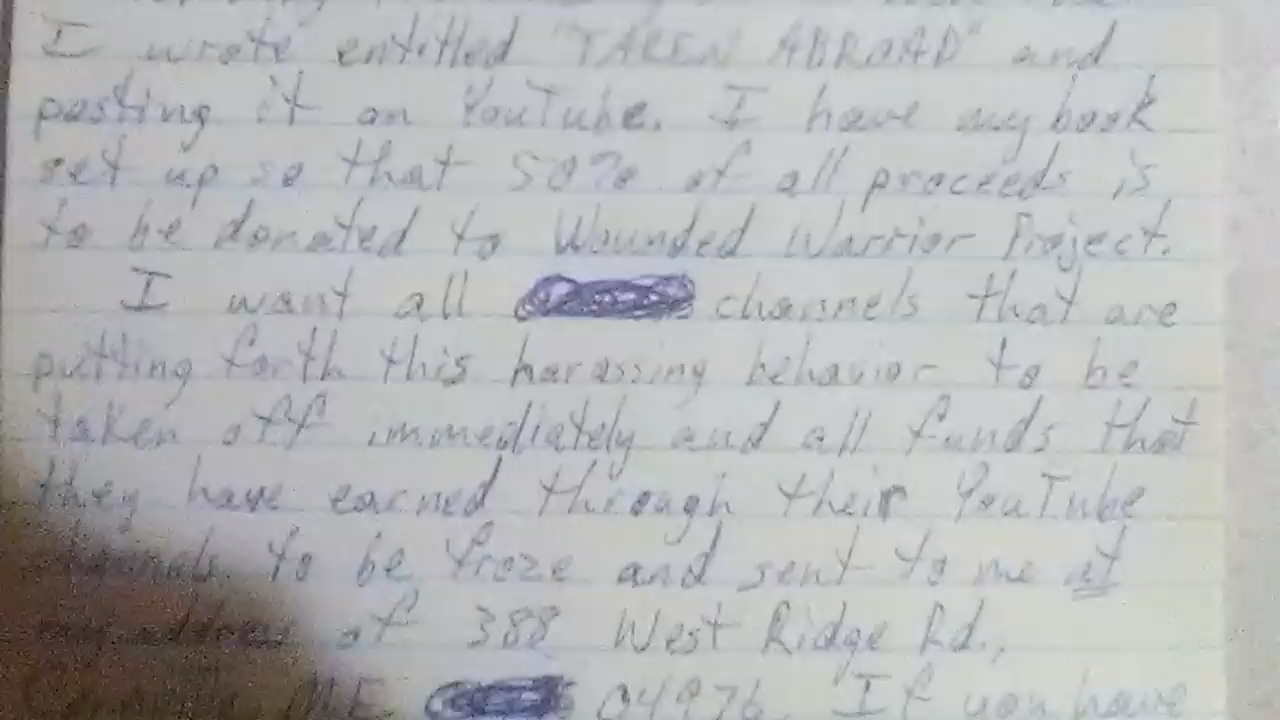 I wrote entitled "TAKEN ABROAD" and
posting it on YouTube. I have my book
set up so that 50% of all proceeds is
to be donated to Wounded Warrior Project.
I want all channels that are
putting forth this harassing behavior to be
taken off immediately and all funds that
they have earned through their YouTube
to be froze and sent to me at
my address of 388 West Ridge Rd.,
ME 04976. If you have